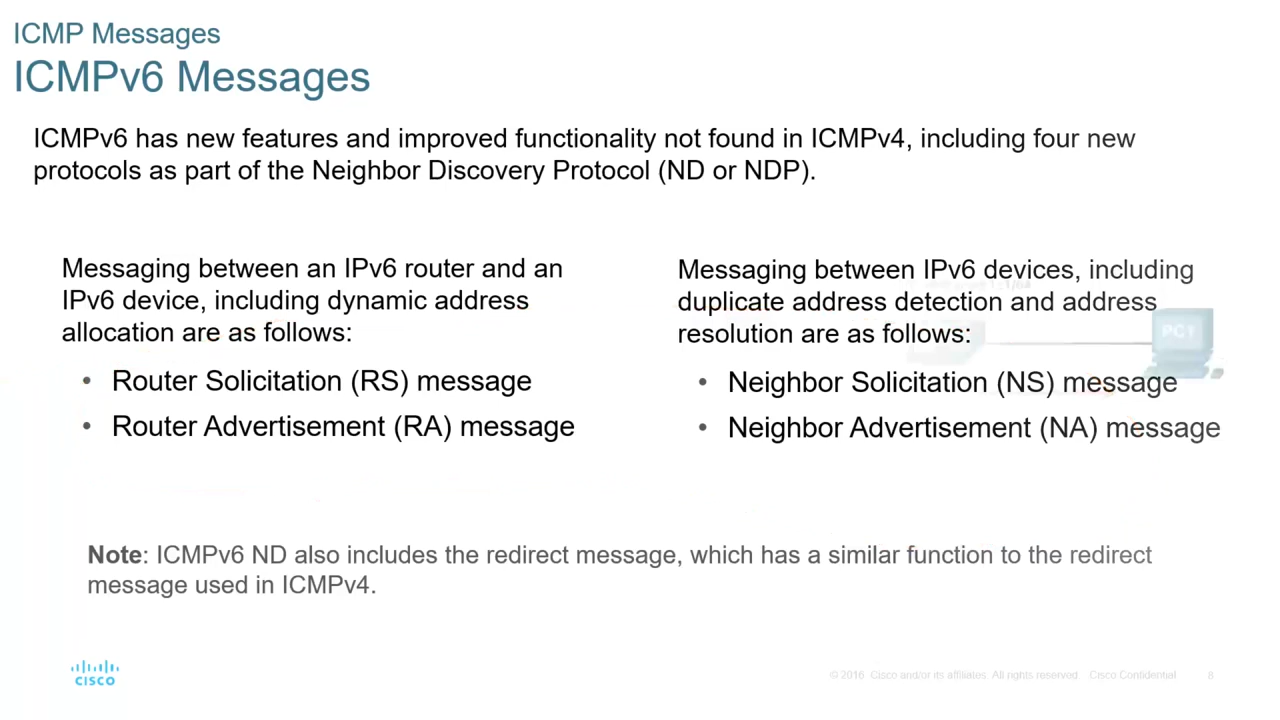 ICMP Messages
ICMPv6 Messages
ICMPv6 has new features and improved functionality not found in ICMPv4, including four new
protocols as part of the Neighbor Discovery Protocol (ND or NDP).
Messaging between an IPv6 router and an
IPv6 device, including dynamic address
allocation are as follows:
• Router Solicitation (RS) message
• Router Advertisement (RA) message
Messaging between IPv6 devices, including
duplicate address detection and address
resolution are as follows:
• Neighbor Solicitation (NS) message
• Neighbor Advertisement (NA) message
PC1
Note: ICMPv6 ND also includes the redirect message, which has a similar function to the redirect
message used in ICMPv4.
CISCO
© 2016 Cisco and/or its affiliates. All rights reserved. Cisco Confidential
8